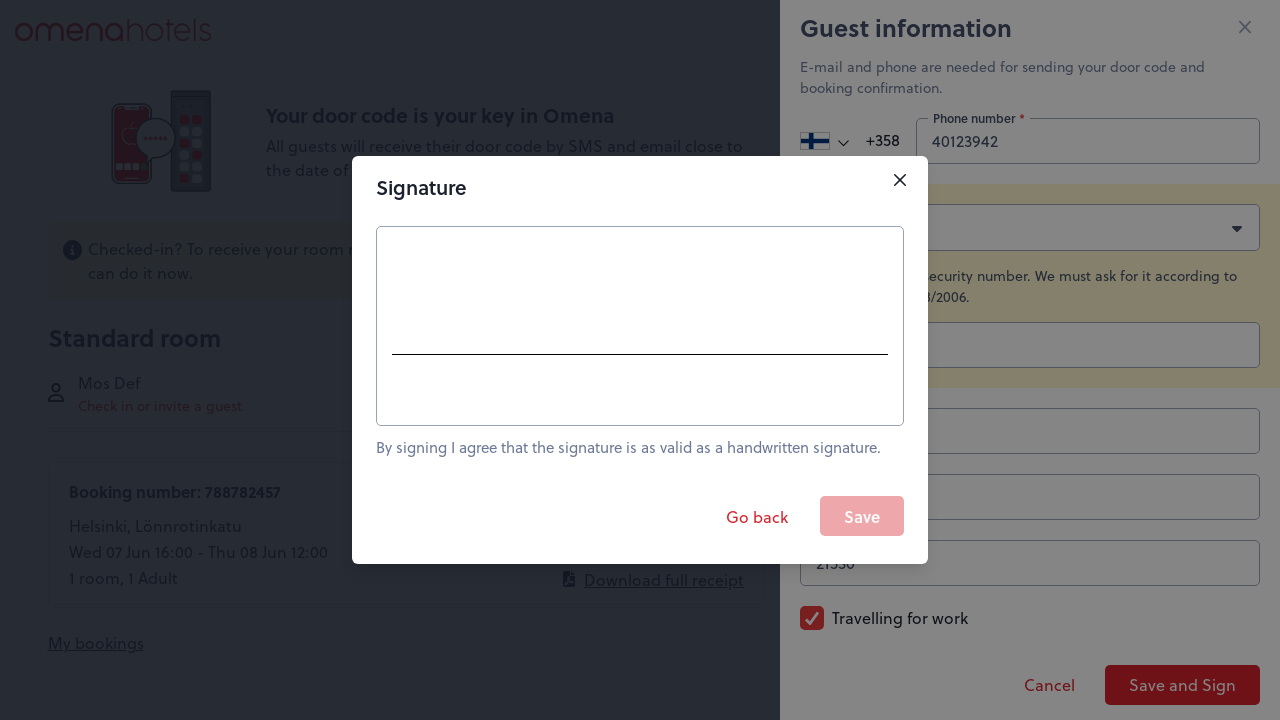 omenahotels
Your door code is your key in Omena
All guests will receive their door code by SMS and email close to
the date of
Checked-in? To receive your room
can do it now.
Standard room
Mos Def
Check in or invite a guest
Booking number: 788782457
Helsinki, Lönnrotinkatu
Wed 07 Jun 16:00 - Thu 08 Jun 12:00
1 room, 1 Adult
Download full receipt
My bookings
Signature
By signing I agree that the signature is as valid as a handwritten signature.
Go back
Save
Guest information
E-mail and phone are needed for sending your door code and
booking confirmation.
Phone number *
+358
40123942
security number. We must ask for it according to
/2006.
Travelling for work
Cancel
Save and Sign